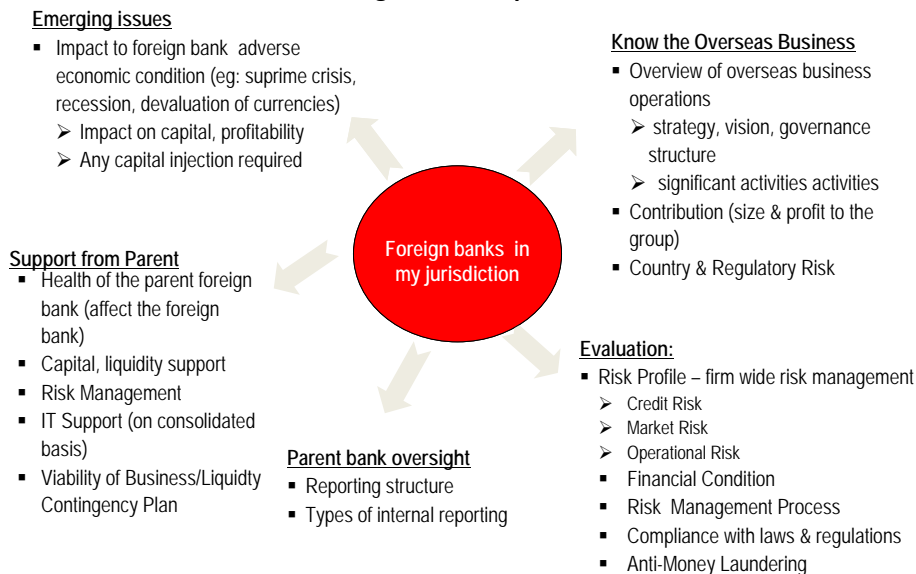 Emerging issues
▪ Impact to foreign bank adverse
economic condition (eg: suprime crisis,
recession, devaluation of currencies)
➢ Impact on capital, profitability
➢ Any capital injection required
Know the Overseas Business
▪ Overview of overseas business
operations
➢ strategy, vision, governance
structure
➢ significant activities activities
▪ Contribution (size & profit to the
group)
▪ Country & Regulatory Risk
Foreign banks in
my jurisdiction
Support from Parent
▪ Health of the parent foreign
bank (affect the foreign
bank)
▪ Capital, liquidity support
▪ Risk Management
▪ IT Support (on consolidated
basis)
▪ Viability of Business/Liquidty
Contingency Plan
Parent bank oversight
▪ Reporting structure
▪ Types of internal reporting
Evaluation:
▪ Risk Profile – firm wide risk management
➢ Credit Risk
➢ Market Risk
➢ Operational Risk
▪ Financial Condition
▪ Risk Management Process
▪ Compliance with laws & regulations
▪ Anti-Money Laundering